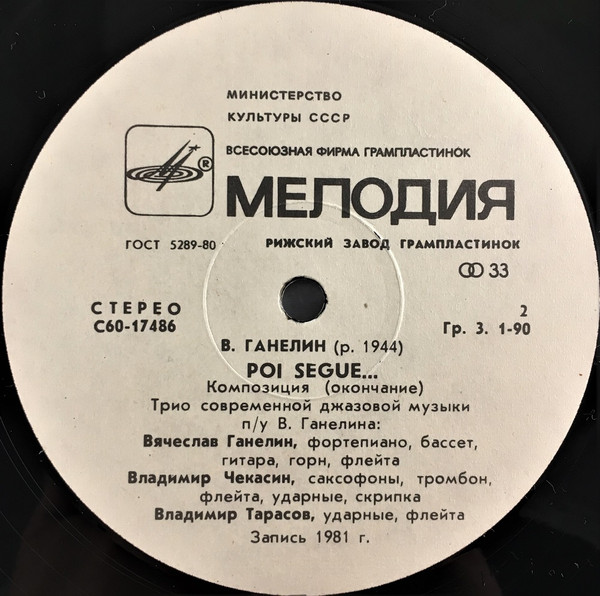 МИНИСТЕРСТВО
КУЛЬТУРЫ СССР
ВСЕСОЮЗНАЯ ФИРМА ГРАМПЛАСТИНОК
®
МЕЛОДИЯ
ГОСТ 5289-80 РИЖСКИЙ ЗАВОД ГРАМПЛАСТИНОК
33
СТЕРЕО 2
С60-17486 Гр. 3. 1-90
В. ГАНЕЛИН (р. 1944)
POI SEGUE...
Композиция (окончание)
Трио современной джазовой музыки
п/у В. Ганелина:
Вячеслав Ганелин, фортепиано, бассет,
гитара, горн, флейта
Владимир Чекасин, саксофоны, тромбон,
флейта, ударные, скрипка
Владимир Тарасов, ударные, флейта
Запись 1981 г.